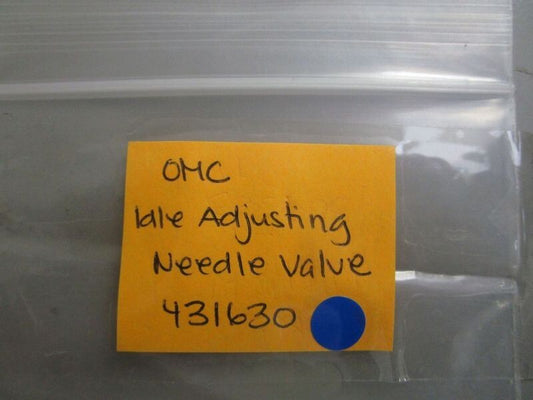 OMC
Idle Adjusting
Needle Valve
431630